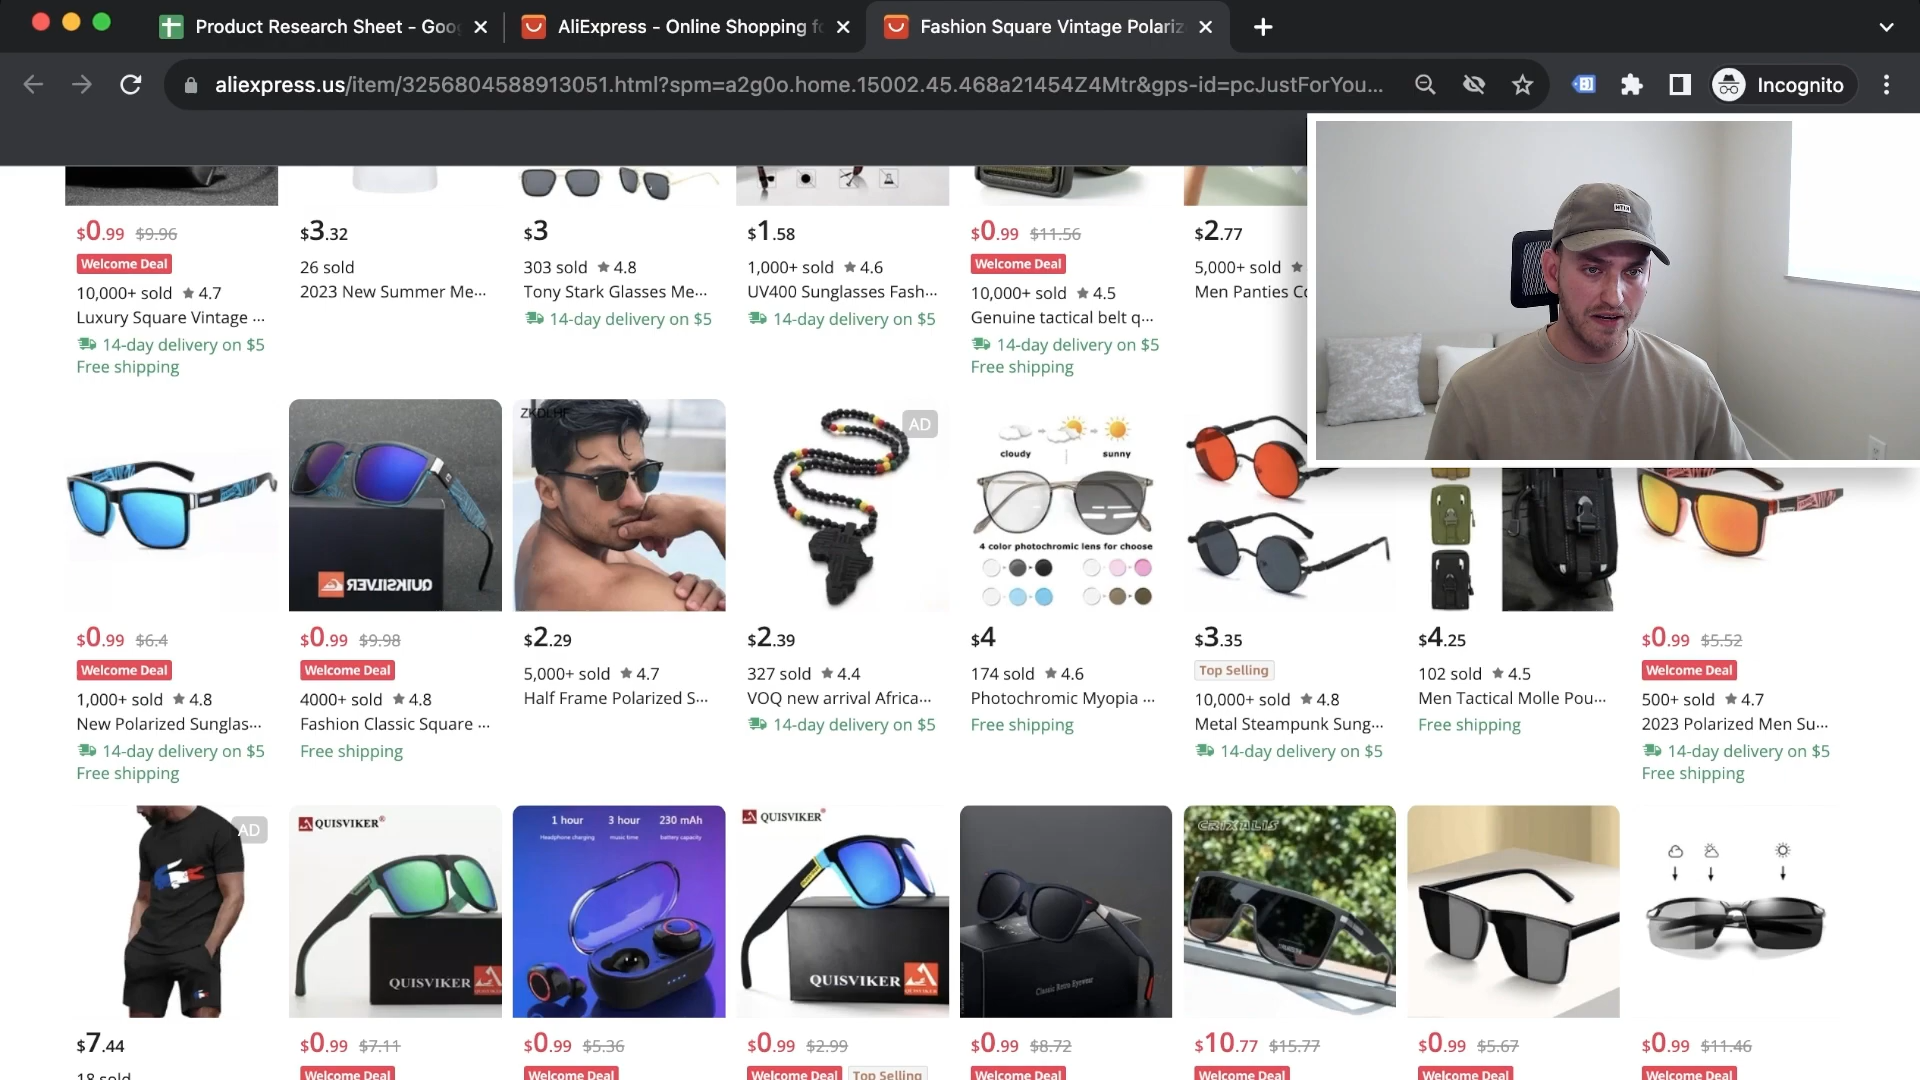 Product Research Sheet - Goog
AliExpress - Online Shopping fo
Fashion Square Vintage Polariz
aliexpress.us/item/3256804588913051.html?spm=a2g0o.home.15002.45.468a21454Z4Mtr&gps-id=pcJustForYou...
Incognito
$0.99 $9.96
Welcome Deal
10,000+ sold ★ 4.7
Luxury Square Vintage ...
14-day delivery on $5
Free shipping
$3.32
26 sold
2023 New Summer Me...
$3
303 sold ★ 4.8
Tony Stark Glasses Me...
14-day delivery on $5
$1.58
1,000+ sold ★ 4.6
UV400 Sunglasses Fash...
14-day delivery on $5
$0.99 $11.56
Welcome Deal
10,000+ sold ★ 4.5
Genuine tactical belt q...
14-day delivery on $5
Free shipping
$2.77
5,000+ sold ★
Men Panties Co
QUIKSILVER
$0.99 $6.4
Welcome Deal
1,000+ sold ★ 4.8
New Polarized Sunglas...
14-day delivery on $5
Free shipping
$0.99 $9.98
Welcome Deal
4000+ sold ★ 4.8
Fashion Classic Square ...
Free shipping
ZKDLHF
$2.29
5,000+ sold ★ 4.7
Half Frame Polarized S...
AD
$2.39
327 sold ★ 4.4
VOQ new arrival Africa...
14-day delivery on $5
cloudy sunny
4 color photochromic lens for choose
$4
174 sold ★ 4.6
Photochromic Myopia ...
Free shipping
$3.35
Top Selling
10,000+ sold ★ 4.8
Metal Steampunk Sung...
14-day delivery on $5
$4.25
102 sold ★ 4.5
Men Tactical Molle Pou...
Free shipping
$0.99 $5.52
Welcome Deal
500+ sold ★ 4.7
2023 Polarized Men Su...
14-day delivery on $5
Free shipping
AD
$7.44
18 sold
QUISVIKER®
QUISVIKER
$0.99 $7.11
Welcome Deal
1 hour 3 hour 230 mAh
Headphone charging music time battery capacity
$0.99 $5.36
Welcome Deal
QUISVIKER®
QUISVIKER
$0.99 $2.99
Welcome Deal Top Selling
Classic Retro Eyewear
$0.99 $8.72
Welcome Deal
CRIXALIS
$10.77 $15.77
Welcome Deal
$0.99 $5.67
Welcome Deal
$0.99 $11.46
Welcome Deal